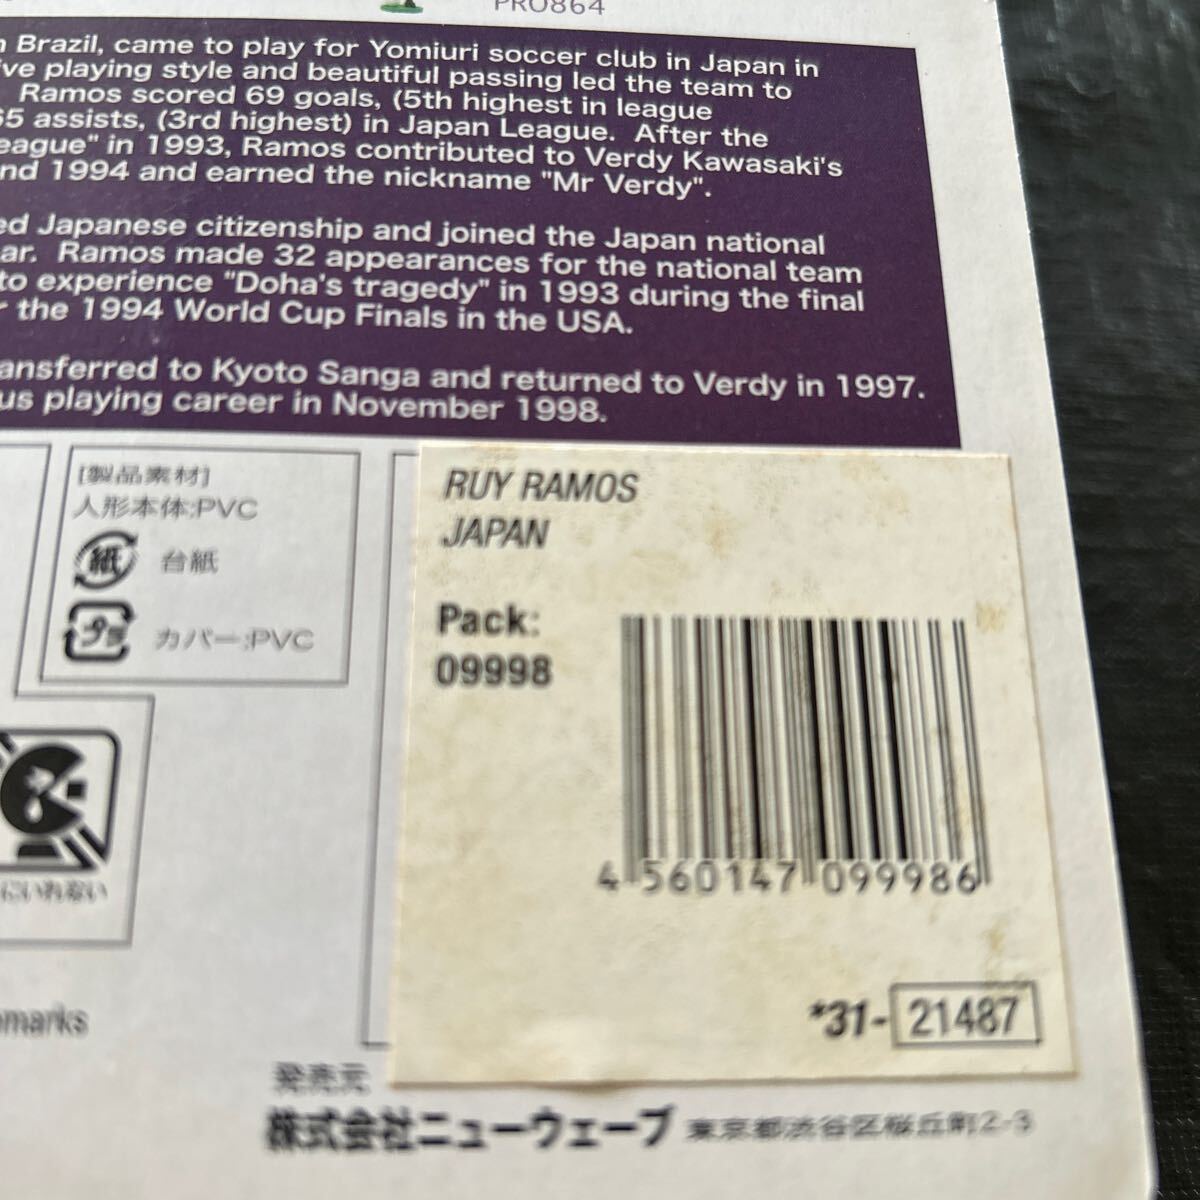 PRO864
Brazil, came to play for Yomiuri soccer club in Japan in
ive playing style and beautiful passing led the team to
Ramos scored 69 goals, (5th highest in league
65 assists, (3rd highest) in Japan League. After the
eague" in 1993, Ramos contributed to Verdy Kawasaki's
nd 1994 and earned the nickname "Mr Verdy".
ed Japanese citizenship and joined the Japan national
ar. Ramos made 32 appearances for the national team
to experience "Doha's tragedy" in 1993 during the final
the 1994 World Cup Finals in the USA.
ansferred to Kyoto Sanga and returned to Verdy in 1997.
us playing career in November 1998.
[製品素材]
人形本体:PVC
紙 台紙
カバー:PVC
にいれない
emarks
RUY RAMOS
JAPAN
Pack:
09998
4 560147 099986
*31- 21487
発売元
株式会社ニューウェーブ 東京都渋谷区桜丘町2-3